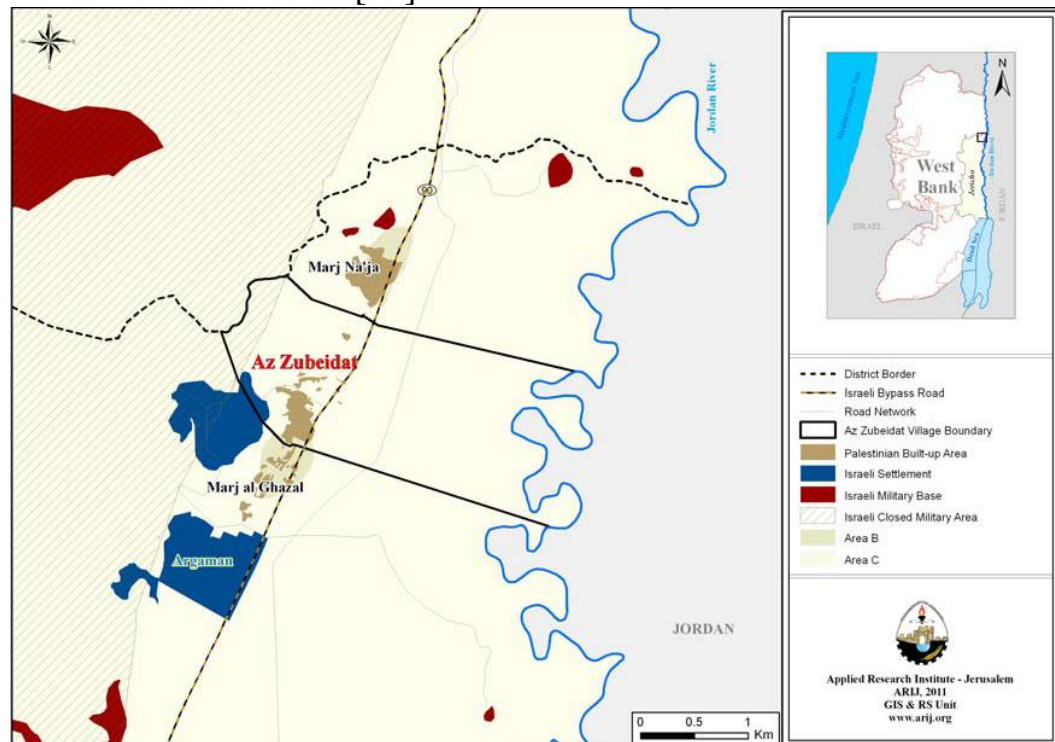 N
Jordan River
90
Marj Na'ja
Az Zubeidat
Marj al Ghazal
Argaman
JORDAN
0 0.5 1
Km
N
Mediterranean Sea
West
Bank
Jericho
Jordan River
ISRAEL
JORDAN
Dead Sea
District Border
Israeli Bypass Road
Road Network
Az Zubeidat Village Boundary
Palestinian Built-up Area
Israeli Settlement
Israeli Military Base
Israeli Closed Military Area
Area B
Area C
Applied Research Institute - Jerusalem
ARIJ, 2011
GIS & RS Unit
www.arij.org